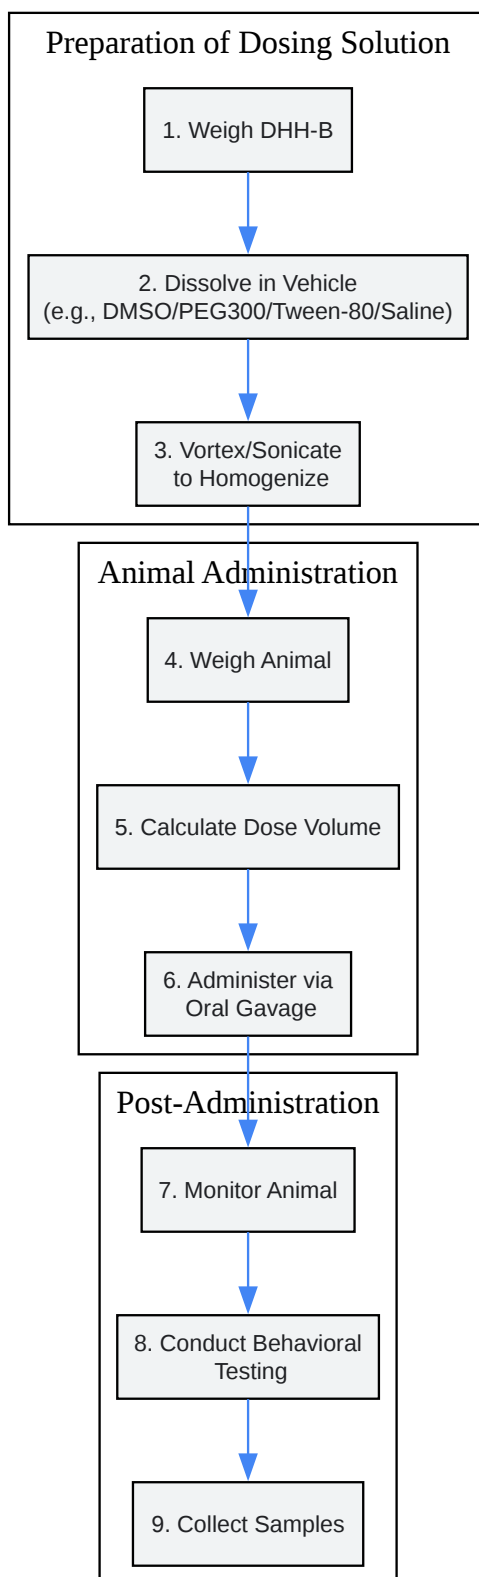 Preparation of Dosing Solution
1. Weigh DHH-B
2. Dissolve in Vehicle
(e.g., DMSO/PEG300/Tween-80/Saline)
3. Vortex/Sonicate
to Homogenize
Animal Administration
4. Weigh Animal
5. Calculate Dose Volume
6. Administer via
Oral Gavage
Post-Administration
7. Monitor Animal
8. Conduct Behavioral
Testing
9. Collect Samples